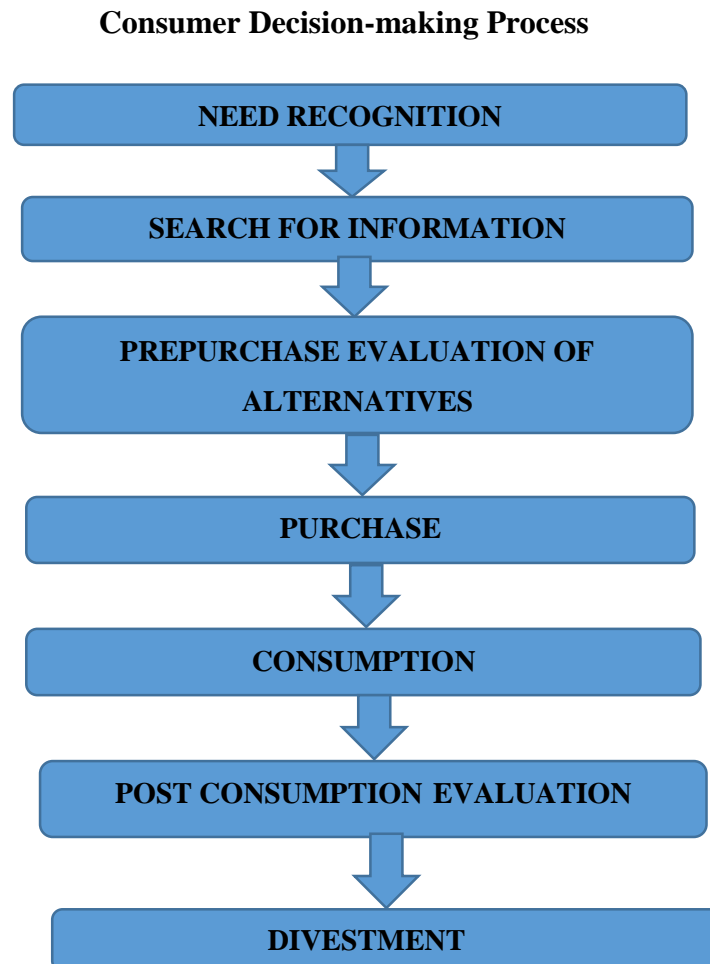 Consumer Decision-making Process
NEED RECOGNITION
SEARCH FOR INFORMATION
PREPURCHASE EVALUATION OF
ALTERNATIVES
PURCHASE
CONSUMPTION
POST CONSUMPTION EVALUATION
DIVESTMENT